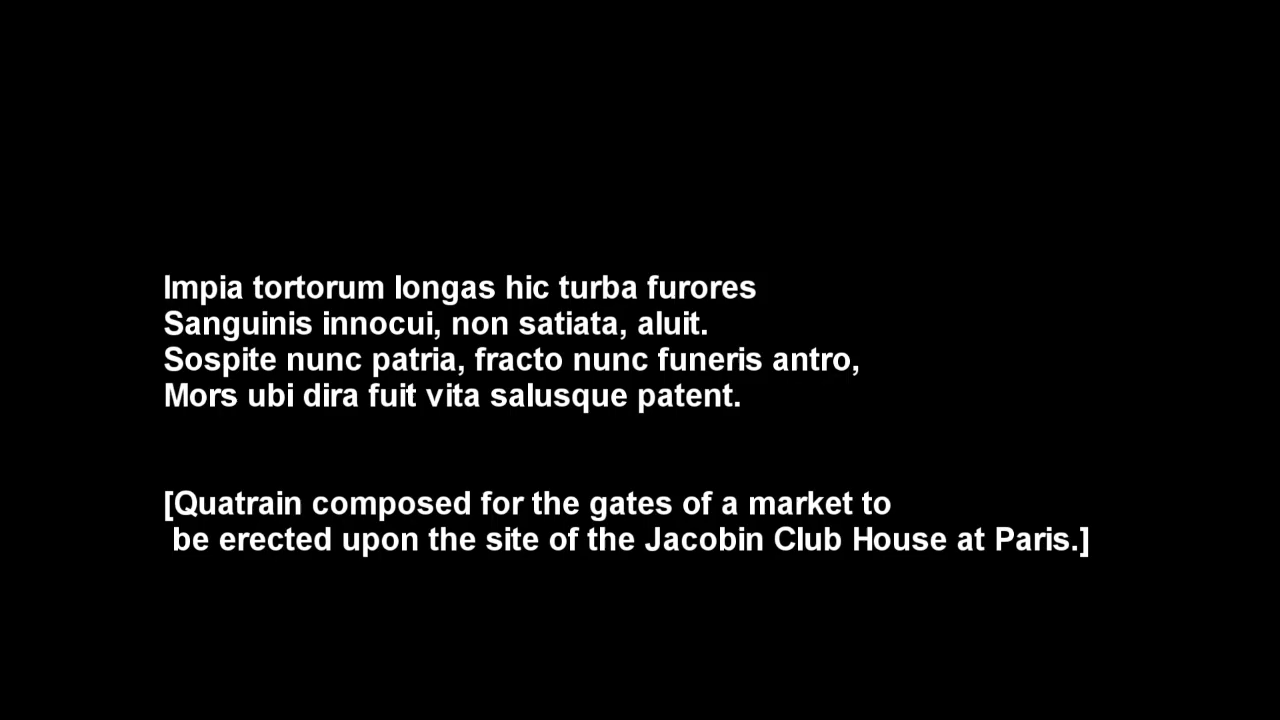 Impia tortorum longas hic turba furores
Sanguinis innocui, non satiata, aluit.
Sospite nunc patria, fracto nunc funeris antro,
Mors ubi dira fuit vita salusque patent.
[Quatrain composed for the gates of a market to
be erected upon the site of the Jacobin Club House at Paris.]